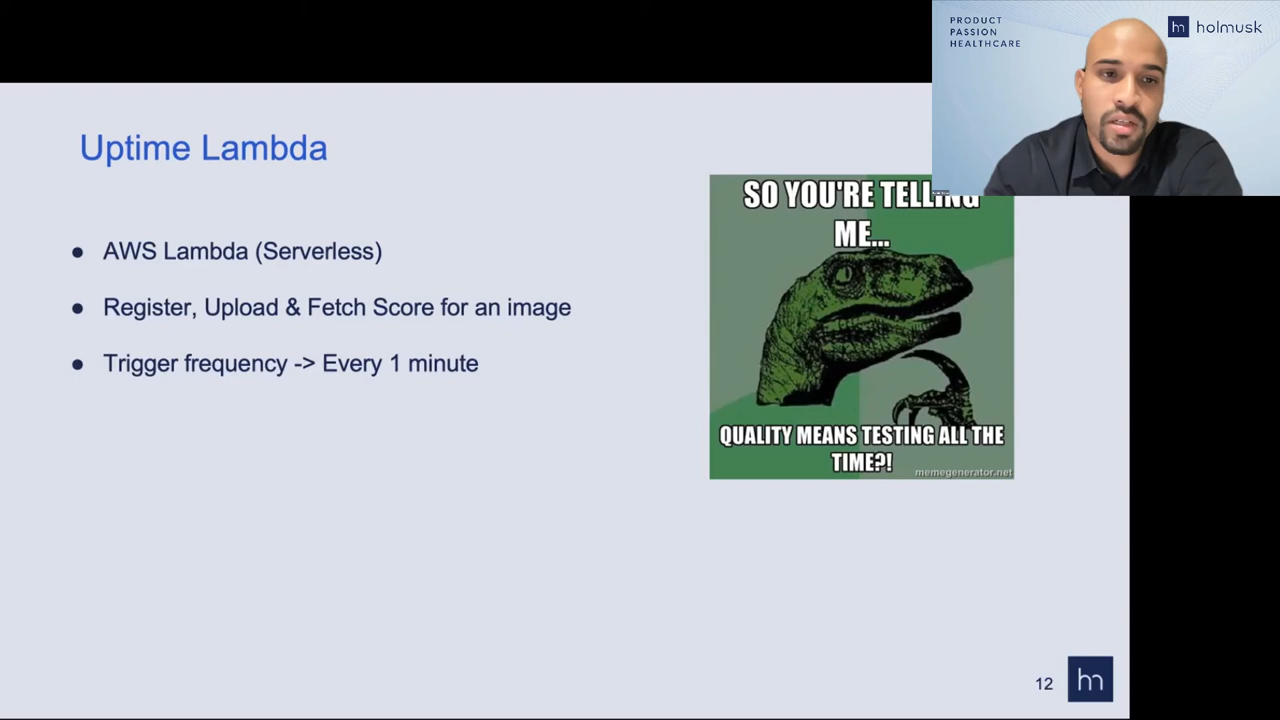 PRODUCT
PASSION
HEALTHCARE
hm holmusk
Uptime Lambda
● AWS Lambda (Serverless)
● Register, Upload & Fetch Score for an image
● Trigger frequency -> Every 1 minute
SO YOU'RE TELLING
ME...
QUALITY MEANS TESTING ALL THE
TIME?!
memegenerator.net
12 hm